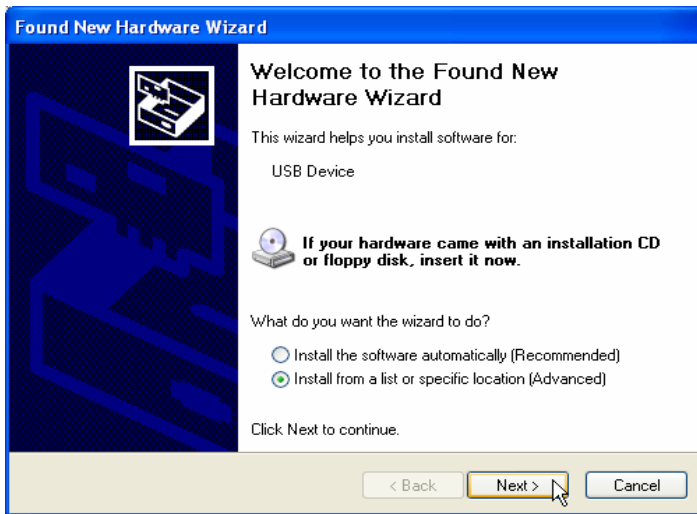 Found New Hardware Wizard
Welcome to the Found New
Hardware Wizard
This wizard helps you install software for:
USB Device
If your hardware came with an installation CD
or floppy disk, insert it now.
What do you want the wizard to do?
Install the software automatically (Recommended)
Install from a list or specific location (Advanced)
Click Next to continue.
< Back Next > Cancel